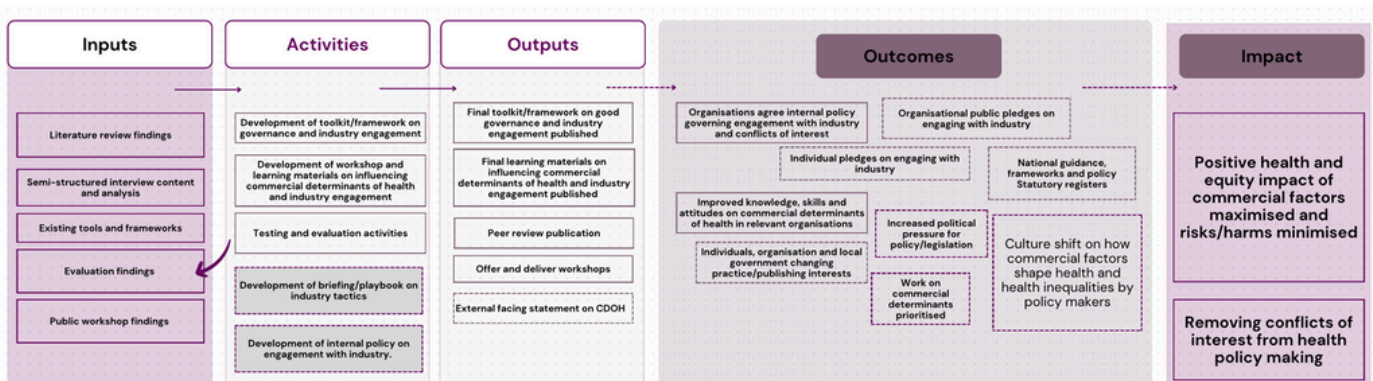 Inputs
Literature review findings
Semi-structured interview content
and analysis
Existing tools and frameworks
Evaluation findings
Public workshop findings
Activities
Development of toolkit/framework on
governance and industry engagement
Development of workshop and
learning materials on influencing
commercial determinants of health
and industry engagement
Testing and evaluation activities
Development of briefing/playbook on
industry tactics
Development of internal policy on
engagement with industry.
Outputs
Final toolkit/framework on good
governance and industry
engagement published
Final learning materials on
influencing commercial
determinants of health and industry
engagement published
Peer review publication
Offer and deliver workshops
External facing statement on CDOH
Outcomes
Organisations agree internal policy
governing engagement with industry
and conflicts of interest
Organisational public pledges on
engaging with industry
Individual pledges on engaging with
industry
National guidance,
frameworks and policy
Statutory registers
Improved knowledge, skills and
attitudes on commercial determinants
of health in relevant organisations
Increased political
pressure for
policy/legislation
Individuals, organisation and local
government changing
practice/publishing interests
Work on
commercial
determinants
prioritised
Culture shift on how
commercial factors
shape health and
health inequalities by
policy makers
Impact
Positive health and
equity impact of
commercial factors
maximised and
risks/harms minimised
Removing conflicts of
interest from health
policy making